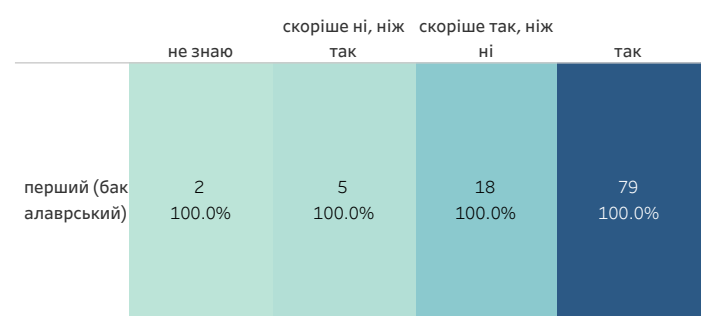 не знаю
скоріше ні, ніж так
скоріше так, ніж ні
так
перший (бак
алаврський)
2
100.0%
5
100.0%
18
100.0%
79
100.0%